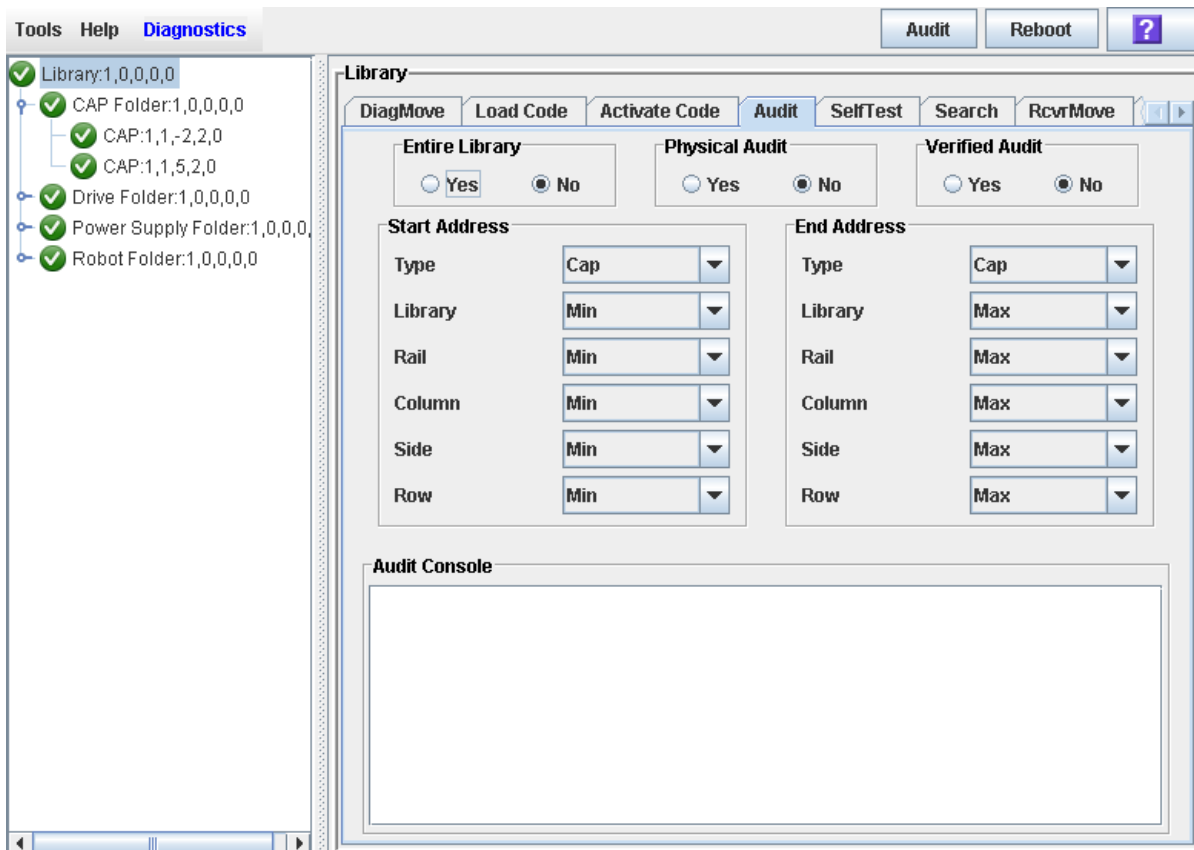 Tools Help Diagnostics Audit Reboot ?
Library:1,0,0,0,0
CAP Folder:1,0,0,0,0
CAP:1,1,-2,2,0
CAP:1,1,5,2,0
Drive Folder:1,0,0,0,0
Power Supply Folder:1,0,0,0,
Robot Folder:1,0,0,0,0
Library
DiagMove Load Code Activate Code Audit SelfTest Search RcvrMove
Entire Library Physical Audit Verified Audit
Yes No Yes No Yes No
Start Address End Address
Type Cap Type Cap
Library Min Library Max
Rail Min Rail Max
Column Min Column Max
Side Min Side Max
Row Min Row Max
Audit Console